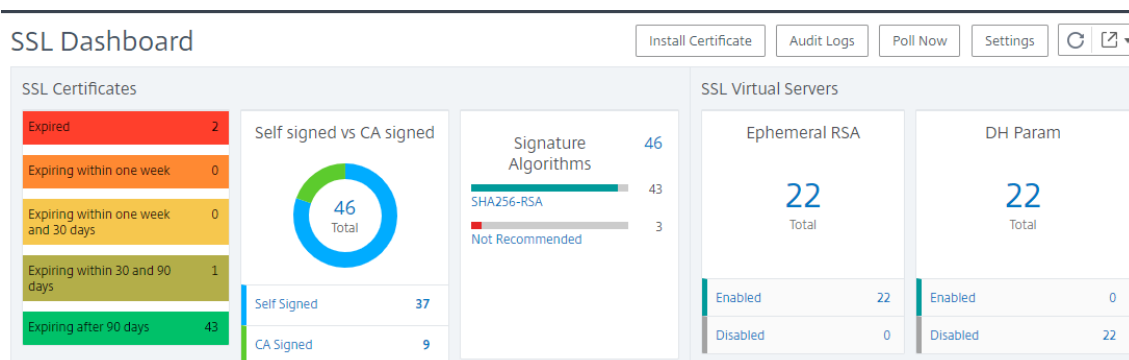 SSL Dashboard
Install Certificate
Audit Logs
Poll Now
Settings
SSL Certificates
Expired 2
Expiring within one week 0
Expiring within one week 0
and 30 days
Expiring within 30 and 90 1
days
Expiring after 90 days 43
Self signed vs CA signed
46
Total
Self Signed 37
CA Signed 9
Signature 46
Algorithms
43
SHA256-RSA
3
Not Recommended
SSL Virtual Servers
Ephemeral RSA
22
Total
Enabled 22
Disabled 0
DH Param
22
Total
Enabled 0
Disabled 22